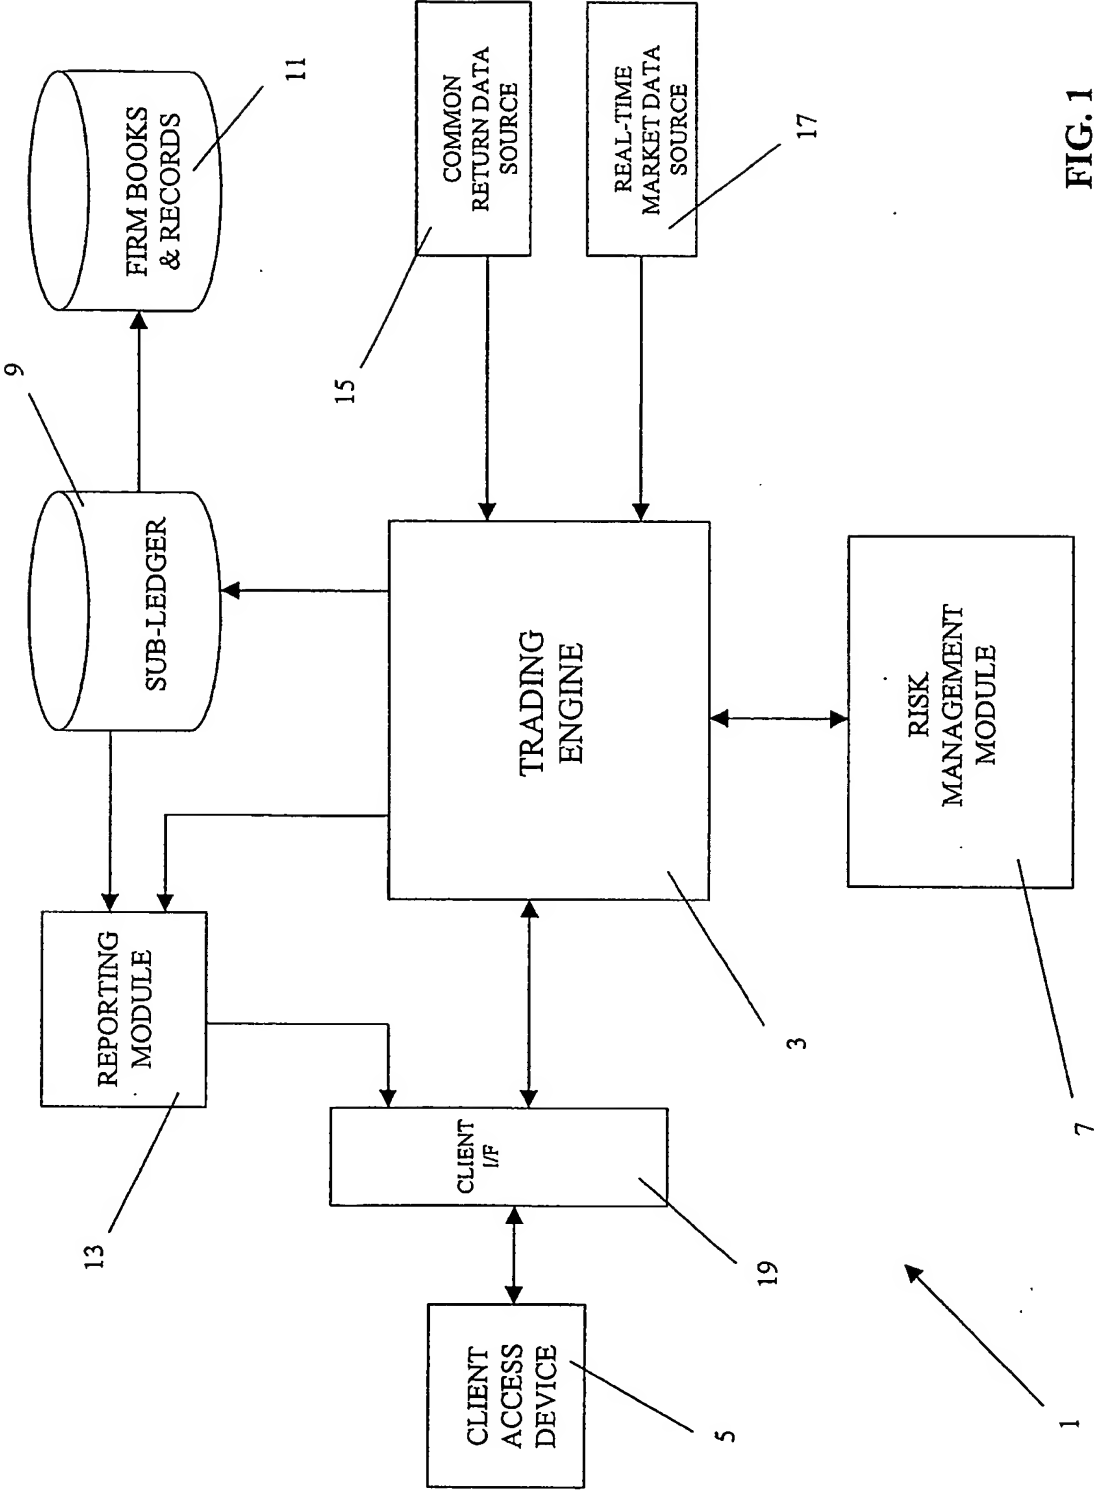 9
11
FIRM BOOKS
& RECORDS
SUB-LEDGER
REPORTING
MODULE
13
15
COMMON
RETURN DATA
SOURCE
REAL-TIME
MARKET DATA
SOURCE
17
TRADING
ENGINE
3
CLIENT
I/F
19
CLIENT
ACCESS
DEVICE
5
RISK
MANAGEMENT
MODULE
7
1
FIG. 1